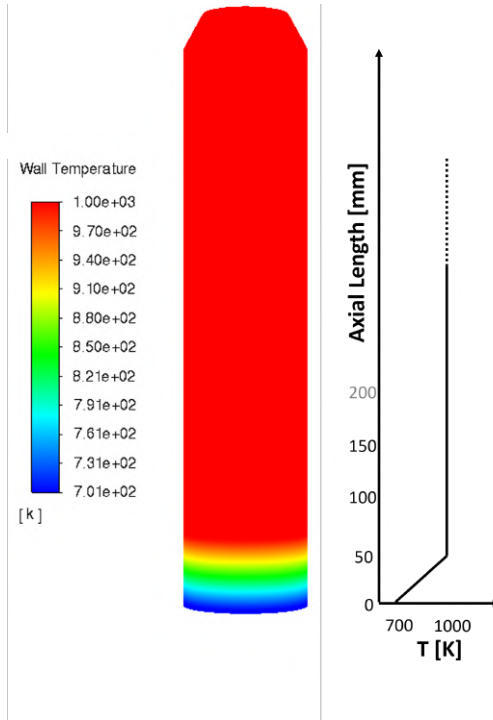 Wall Temperature
1.00e+03
9.70e+02
9.40e+02
9.10e+02
8.80e+02
8.50e+02
8.21e+02
7.91e+02
7.61e+02
7.31e+02
7.01e+02
[k]
Axial Length [mm]
200
150
100
50
0
700 1000
T [K]